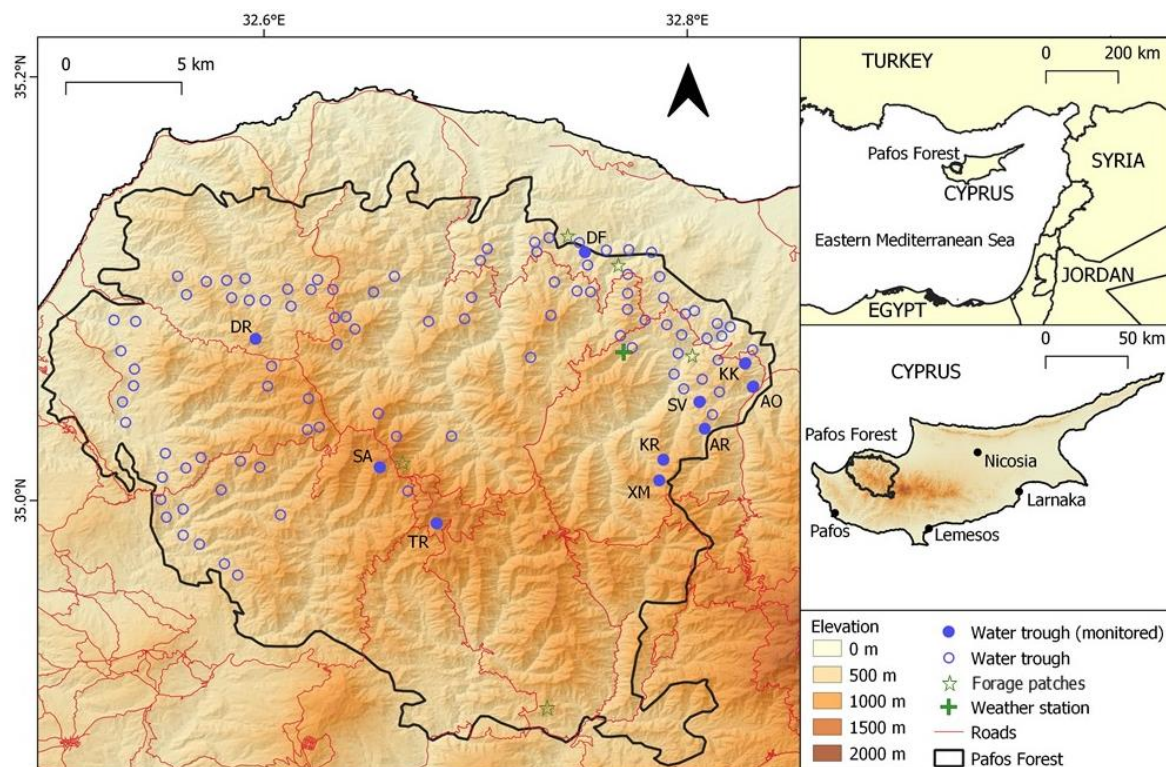 32.6°E
32.8°E
35.2°N
35.0°N
0
5 km
DF
DR
KK
AO
SV
AR
KR
XM
SA
TR
0
200 km
TURKEY
Pafos Forest
SYRIA
CYPRUS
Eastern Mediterranean Sea
JORDAN
EGYPT
0
50 km
CYPRUS
Pafos Forest
Nicosia
Larnaka
Pafos
Lemesos
Elevation
0 m
500 m
1000 m
1500 m
2000 m
Water trough (monitored)
Water trough
Forage patches
Weather station
Roads
Pafos Forest